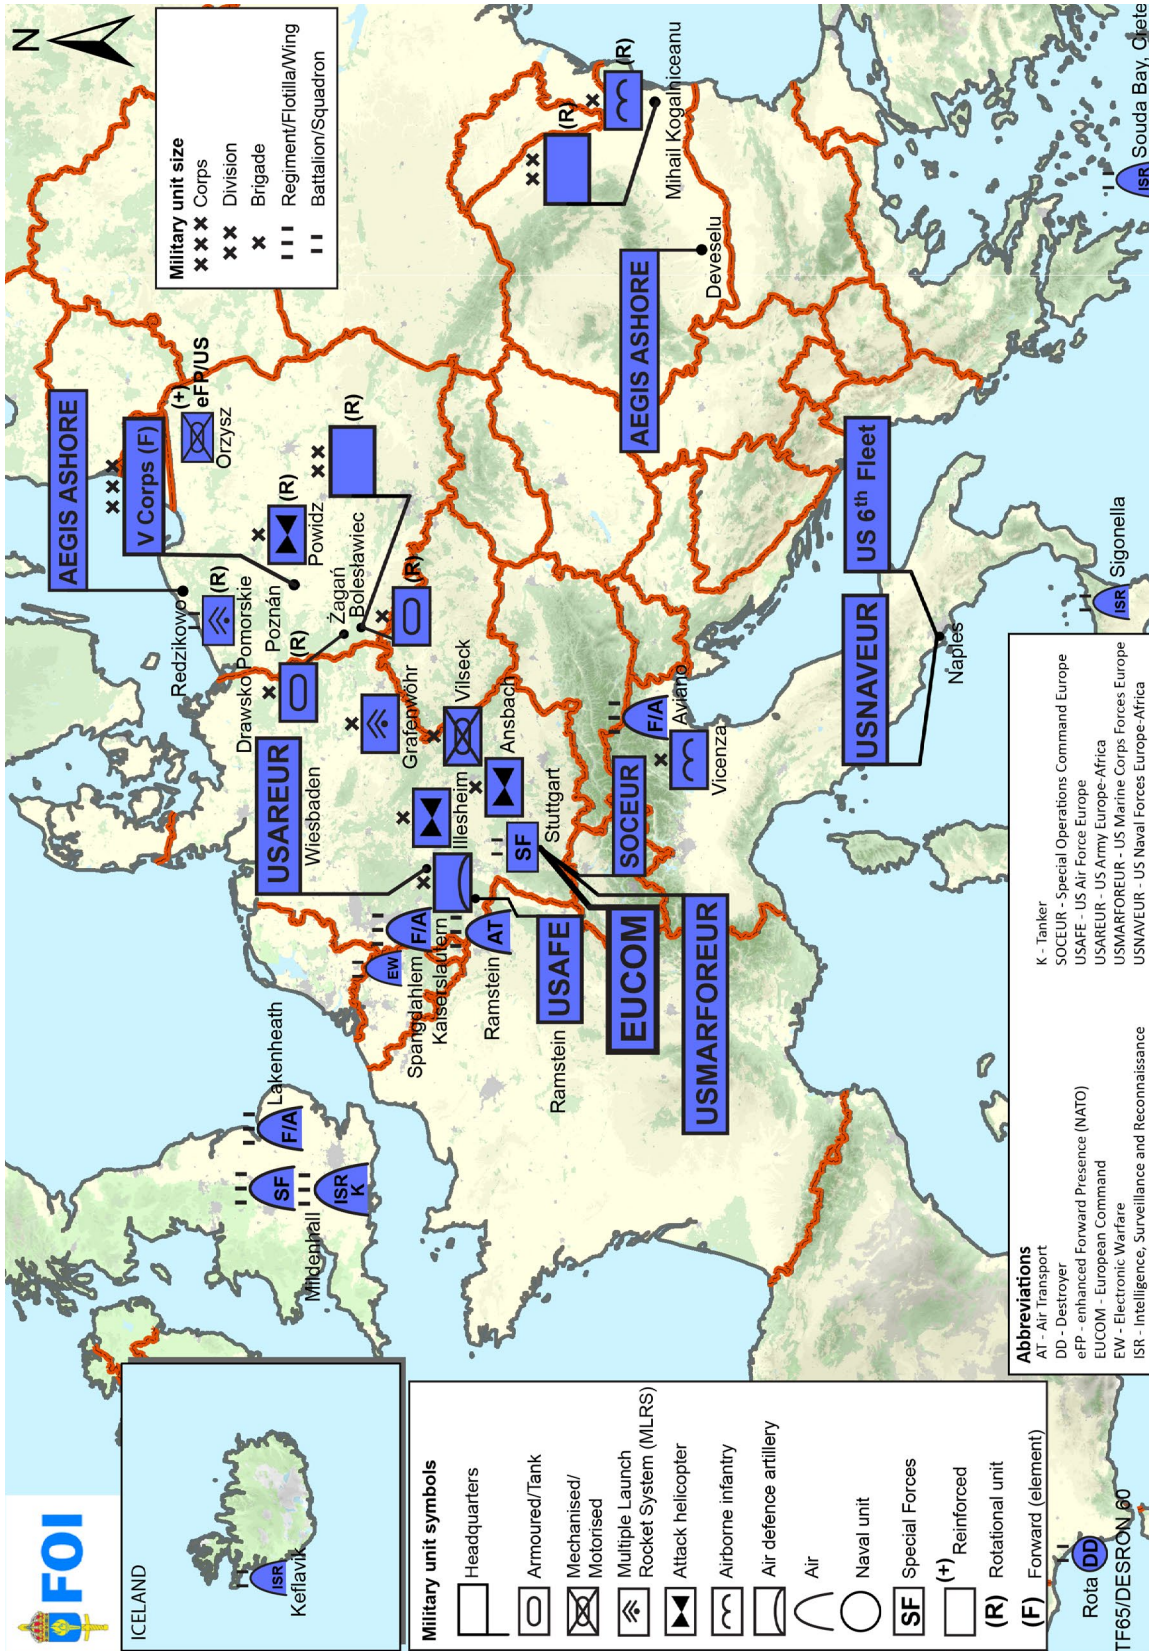 FOI
ICELAND
Keflavik
ISR
Military unit symbols
Headquarters
Armoured/Tank
Mechanised/
Motorised
Multiple Launch
Rocket System (MLRS)
Attack helicopter
Airborne infantry
Air defence artillery
Air
Naval unit
SF
Special Forces
(+)
Reinforced
(R)
Rotational unit
(F)
Forward (element)
Rota
DD
TF65/DESRON 60
Mildenhall
SF
ISR
K
Lakenheath
F/A
USAREUR
Wiesbaden
EW
F/A
Spangdahlem
Kaiserslautern
AT
Ramstein
USAFE
Ramstein
EUCOM
USMARFOREUR
SOCEUR
SF
Stuttgart
Illesheim
Ansbach
Vilseck
Grafenwöhr
F/A
Aviano
Vicenza
AEGIS ASHORE
Redzikowo
V Corps (F)
Poznán
(R)
Drawsko Pomorskie
(R)
(R)
Powidz
(+)
eFP/US
Orzysz
Żagań
Bolesławiec
(R)
(R)
AEGIS ASHORE
Deveselu
(R)
(R)
Mihail Kogalniceanu
USNAVEUR
US 6th Fleet
Naples
ISR
Sigonella
ISR
Souda Bay, Crete
N
Military unit size
Corps
Division
Brigade
Regiment/Flotilla/Wing
Battalion/Squadron
Abbreviations
AT - Air Transport
DD - Destroyer
eFP - enhanced Forward Presence (NATO)
EUCOM - European Command
EW - Electronic Warfare
ISR - Intelligence, Surveillance and Reconnaissance
K - Tanker
SOCEUR - Special Operations Command Europe
USAFE - US Air Force Europe
USAREUR - US Army Europe-Africa
USMARFOREUR - US Marine Corps Forces Europe
USNAVEUR - US Naval Forces Europe-Africa